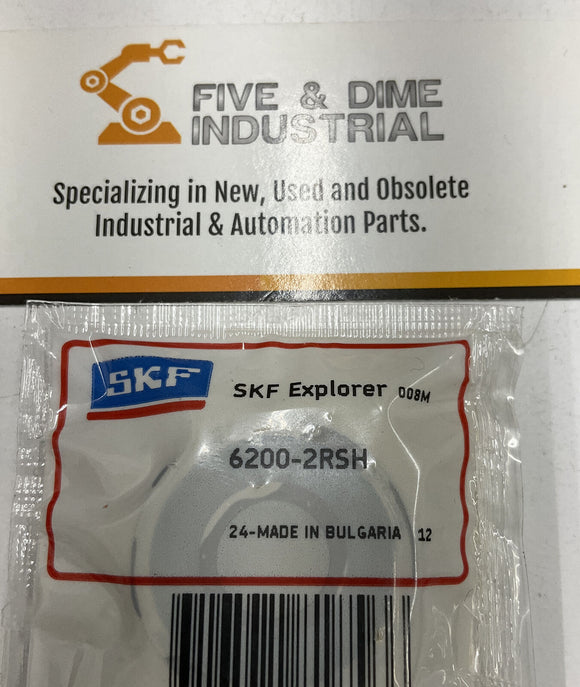 FIVE & DIME
INDUSTRIAL
Specializing in New, Used and Obsolete
Industrial & Automation Parts.
SKF
SKF Explorer 008M
6200-2RSH
24-MADE IN BULGARIA 12